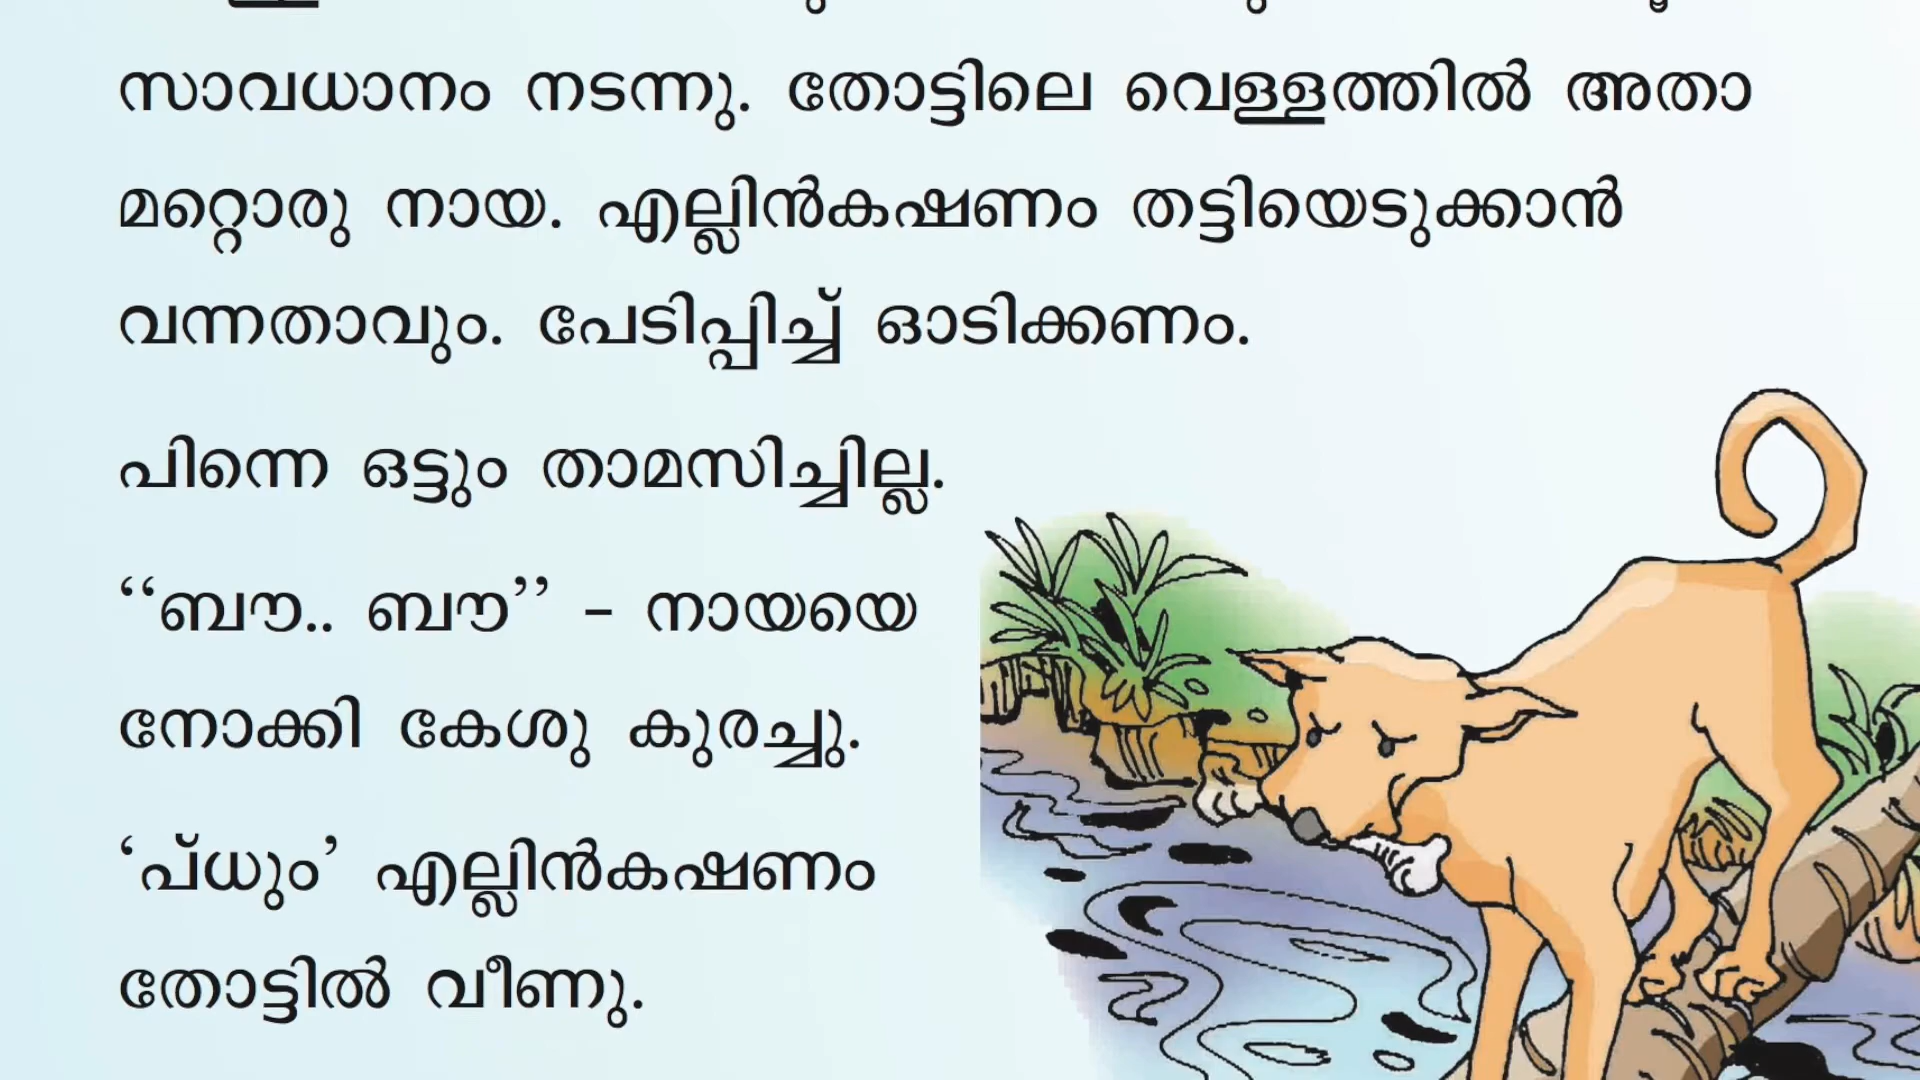 സാവധാനം നടന്നു. തോട്ടിലെ വെള്ളത്തിൽ അതാ
മറ്റൊരു നായ. എല്ലിൻകഷണം തട്ടിയെടുക്കാൻ
വന്നതാവും. പേടിപ്പിച്ച് ഓടിക്കണം.
പിന്നെ ഒട്ടും താമസിച്ചില്ല.
‘‘ബൗ.. ബൗ’’ - നായയെ
നോക്കി കേശു കുരച്ചു.
‘പ്ധും’ എല്ലിൻകഷണം
തോട്ടിൽ വീണു.